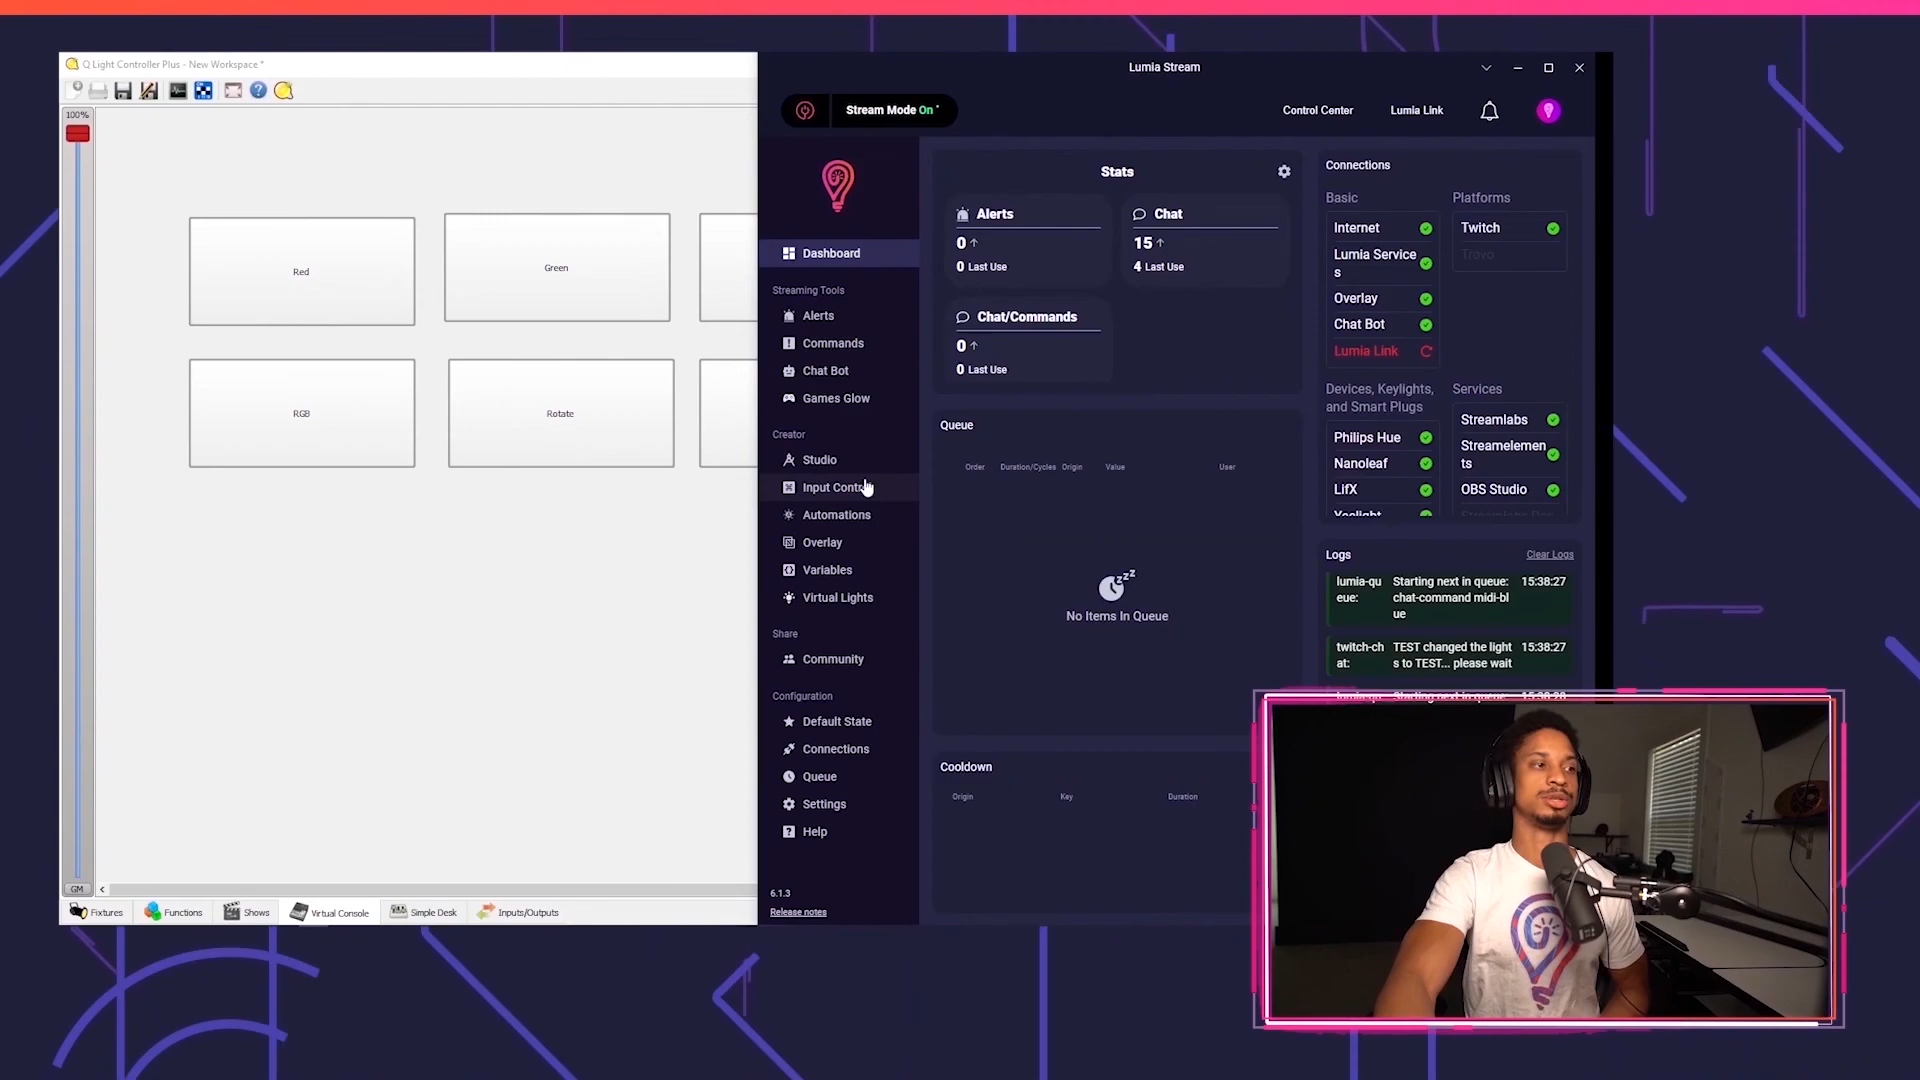 Q Light Controller Plus - New Workspace *
100%
Red
Green
RGB
Rotate
GM
Fixtures
Functions
Shows
Virtual Console
Simple Desk
Inputs/Outputs
Lumia Stream
Stream Mode On
Control Center
Lumia Link
Dashboard
Streaming Tools
Alerts
Commands
Chat Bot
Games Glow
Creator
Studio
Input Contr
Automations
Overlay
Variables
Virtual Lights
Share
Community
Configuration
Default State
Connections
Queue
Settings
Help
6.1.3
Release notes
Stats
Alerts
0 ↑
0 Last Use
Chat
15 ↑
4 Last Use
Chat/Commands
0 ↑
0 Last Use
Queue
Order Duration/Cycles Origin Value User
zzz
No Items In Queue
Cooldown
Origin Key Duration
Connections
Basic
Internet
Lumia Service
s
Overlay
Chat Bot
Lumia Link
Platforms
Twitch
Trovo
Devices, Keylights,
and Smart Plugs
Philips Hue
Nanoleaf
LifX
Yeelight
Services
Streamlabs
Streamelemen
ts
OBS Studio
Logs
Clear Logs
lumia-qu Starting next in queue: 15:38:27
eue: chat-command midi-bl
ue
twitch-ch TEST changed the light 15:38:27
at: s to TEST... please wait